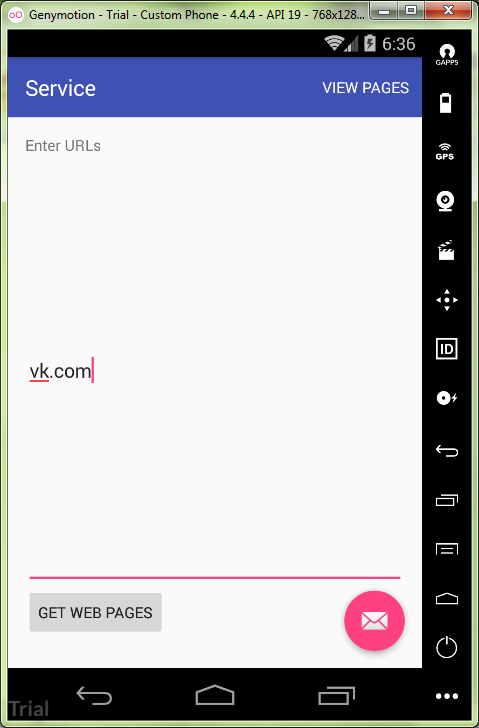 Genymotion - Trial - Custom Phone - 4.4.4 - API 19 - 768x128...
6:36
GAPPS
Service
VIEW PAGES
Enter URLs
GPS
ID
vk.com
GET WEB PAGES
Trial